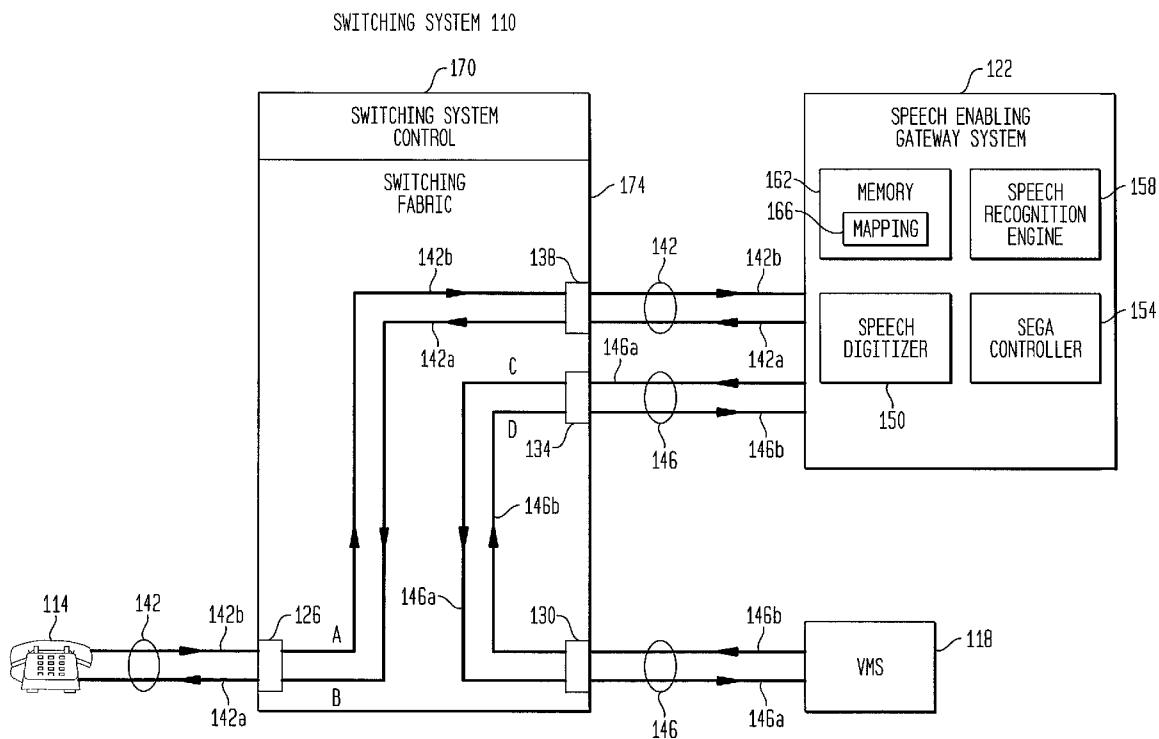 SWITCHING SYSTEM 110
170
SWITCHING SYSTEM
CONTROL
SWITCHING
FABRIC
174
122
SPEECH ENABLING
GATEWAY SYSTEM
162
MEMORY
166
MAPPING
SPEECH
RECOGNITION
ENGINE
158
142b
138
142
142b
142a
142a
SPEECH
DIGITIZER
150
SEGA
CONTROLLER
154
C
146a
D
134
146
146b
146b
146a
114
142
142b
126
A
142a
B
130
146b
146
146a
VMS
118